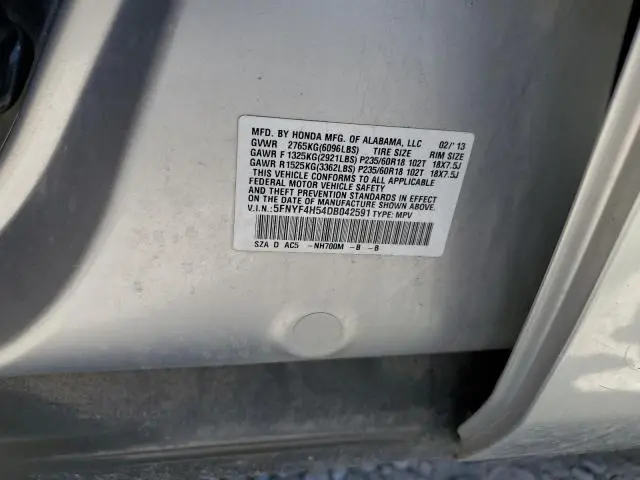 MFD. BY HONDA MFG. OF ALABAMA, LLC 02/'13
GVWR 2765KG(6096LBS) TIRE SIZE RIM SIZE
GAWR F 1325KG(2921LBS) P235/60R18 102T 18X7.5J
GAWR R 1525KG(3362LBS) P235/60R18 102T 18X7.5J
THIS VEHICLE CONFORMS TO ALL APPLICABLE
FEDERAL MOTOR VEHICLE SAFETY
AND THEFT PREVENTION STANDARDS IN EFFECT
ON THE DATE OF MANUFACTURE SHOWN ABOVE.
V.I.N.:5FNYF4H54DB042591 TYPE: MPV
SZA D AC5 -NH700M -B -B